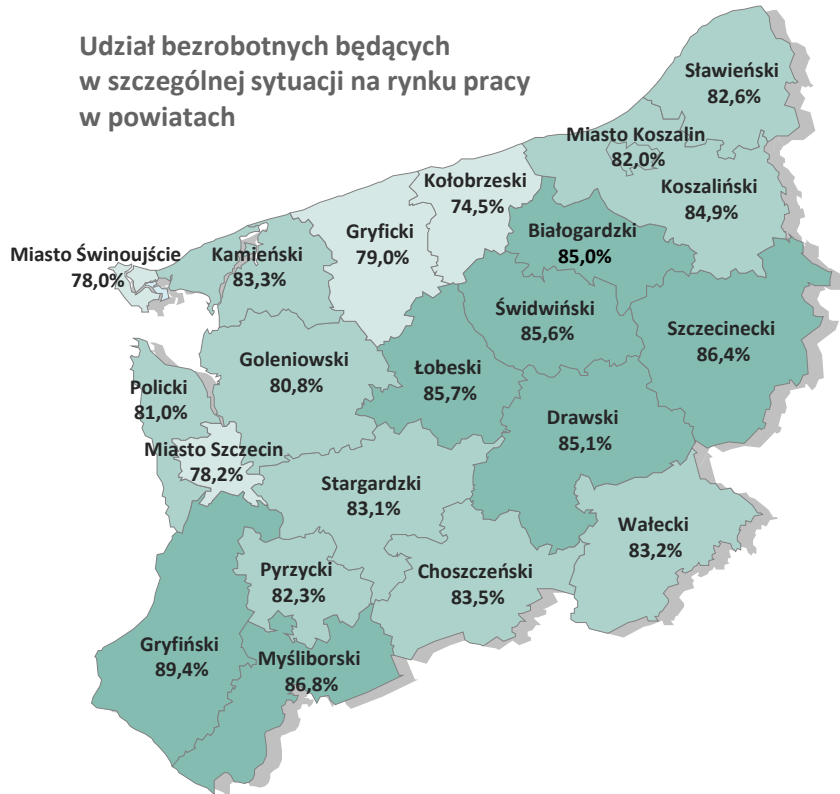 Udział bezrobotnych będących
w szczególnej sytuacji na rynku pracy
w powiatach
Sławieński
82,6%
Miasto Koszalin
82,0%
Koszaliński
84,9%
Kołobrzeski
74,5%
Gryficki
79,0%
Białogardzki
85,0%
Miasto Świnoujście
78,0%
Kamieński
83,3%
Świdwiński
85,6%
Szczecinecki
86,4%
Goleniowski
80,8%
Łobeski
85,7%
Policki
81,0%
Drawski
85,1%
Miasto Szczecin
78,2%
Stargardzki
83,1%
Wałecki
83,2%
Pyrzycki
82,3%
Choszczeński
83,5%
Gryfiński
89,4%
Myśliborski
86,8%